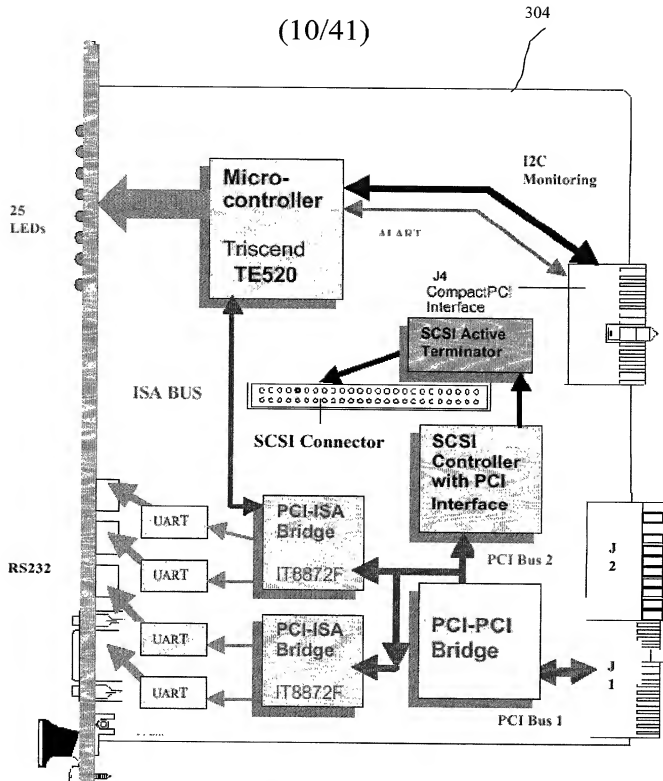 (10/41)
304
Micro-
controller
Triscend
TE520
I2C
Monitoring
25
LEDs
ALART
J4
CompactPCI
Interface
SCSI Active
Terminator
ISA BUS
SCSI Connector
SCSI
Controller
with PCI
Interface
PCI-ISA
Bridge
IT8872F
UART
UART
PCI Bus 2
J
2
RS232
PCI-ISA
Bridge
IT8872F
UART
UART
PCI-PCI
Bridge
J
1
PCI Bus 1